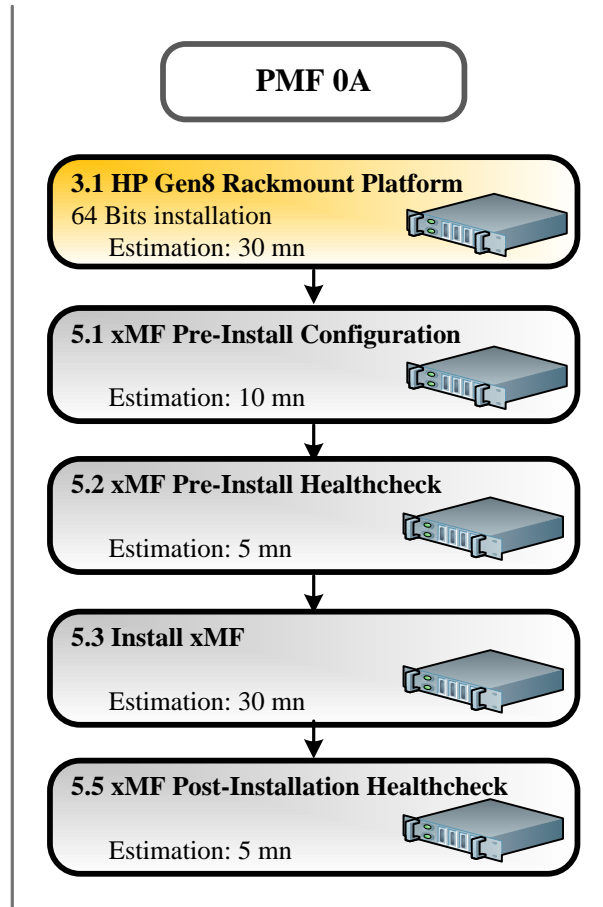 PMF 0A
3.1 HP Gen8 Rackmount Platform
64 Bits installation
Estimation: 30 mn
5.1 xMF Pre-Install Configuration
Estimation: 10 mn
5.2 xMF Pre-Install Healthcheck
Estimation: 5 mn
5.3 Install xMF
Estimation: 30 mn
5.5 xMF Post-Installation Healthcheck
Estimation: 5 mn